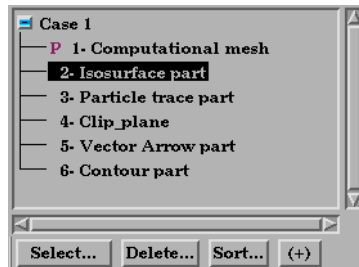 Case 1
P 1- Computational mesh
2- Isosurface part
3- Particle trace part
4- Clip_plane
5- Vector Arrow part
6- Contour part
Select... Delete... Sort... (+)